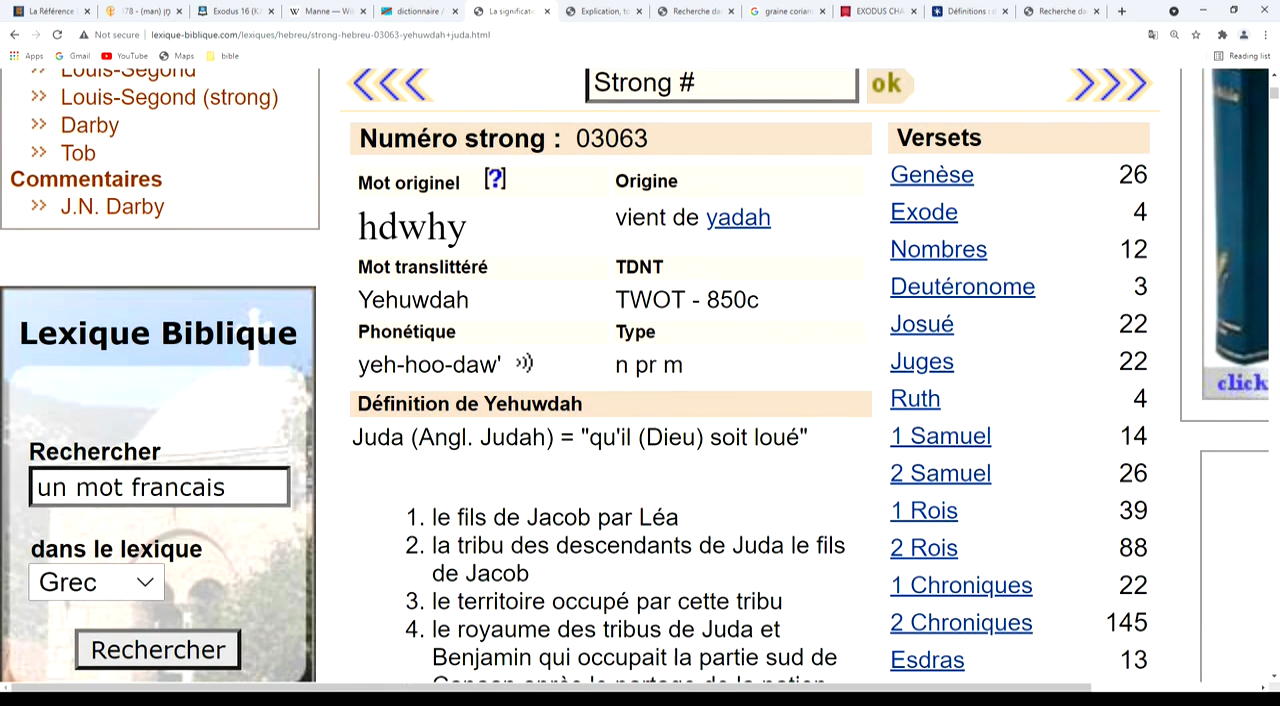 La Référence
Exodus 16 (K
Manne — Wi
dictionnaire /
La significati
Explication, to
Recherche da
graine corian
EXODUS CHA
Définitions : 
Recherche da
Not secure | lexique-biblique.com/lexiques/hebreu/strong-hebreu-03063-yehuwdah+juda.html
Apps Gmail YouTube Maps bible Reading list
Louis-Segond
>> Louis-Segond (strong)
>> Darby
>> Tob
Commentaires
>> J.N. Darby
Lexique Biblique
Rechercher
un mot francais
dans le lexique
Grec
Rechercher
Strong # ok
Numéro strong : 03063
Mot originel [?] Origine
hdwhy vient de yadah
Mot translittéré TDNT
Yehuwdah TWOT - 850c
Phonétique Type
yeh-hoo-daw' n pr m
Définition de Yehuwdah
Juda (Angl. Judah) = "qu'il (Dieu) soit loué"
1. le fils de Jacob par Léa
2. la tribu des descendants de Juda le fils
de Jacob
3. le territoire occupé par cette tribu
4. le royaume des tribus de Juda et
Benjamin qui occupait la partie sud de
Versets
Genèse 26
Exode 4
Nombres 12
Deutéronome 3
Josué 22
Juges 22
Ruth 4
1 Samuel 14
2 Samuel 26
1 Rois 39
2 Rois 88
1 Chroniques 22
2 Chroniques 145
Esdras 13
click